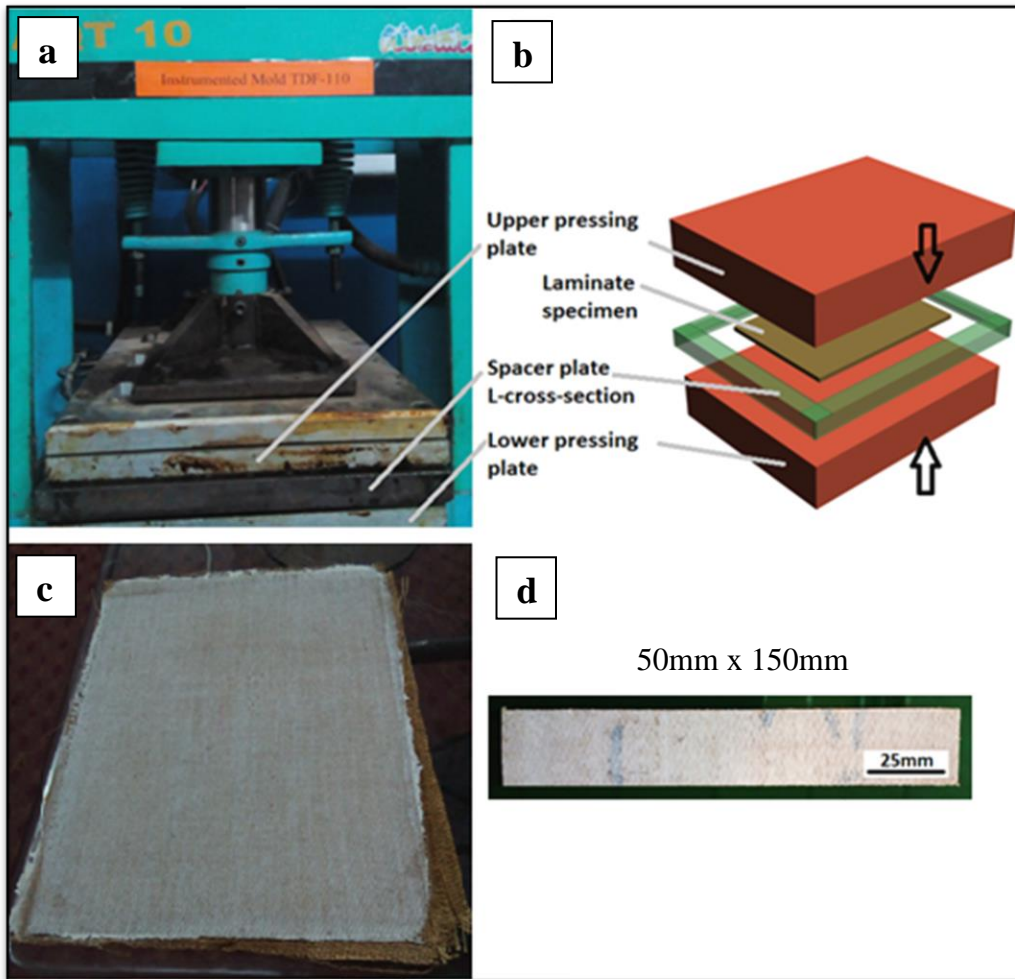 a
RT 10
Instrumented Mold TDF-110
b
Upper pressing
plate
Laminate
specimen
Spacer plate
L-cross-section
Lower pressing
plate
c
d
50mm x 150mm
25mm